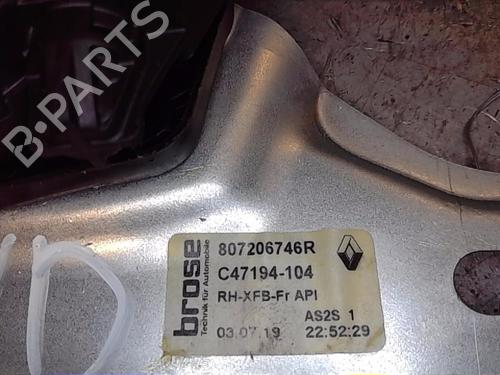 B-PARTS
brose
Technik für Automobile
807206746R
C47194-104
RH-XFB-Fr API
AS2S 1
03.07.19 22:52:29